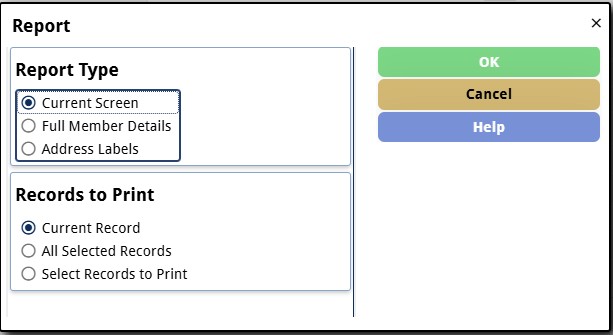 Report
×
Report Type
Current Screen
Full Member Details
Address Labels
Records to Print
Current Record
All Selected Records
Select Records to Print
OK
Cancel
Help